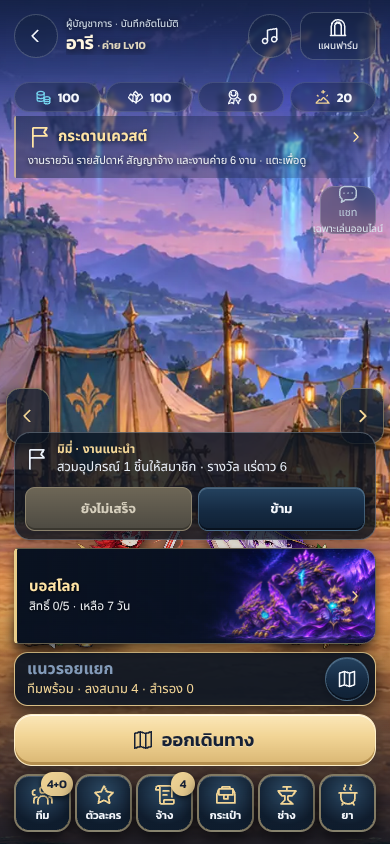 ผู้บัญชาการ · บันทึกอัตโนมัติ
อารี · ค่าย Lv10
แผนฟาร์ม
100
100
0
20
กระดานเควสต์
งานรายวัน รายสัปดาห์ สัญญาจ้าง และงานค่าย 6 งาน · แตะเพื่อดู
แชท
เฉพาะเล่นออนไลน์
มิมี่ · งานแนะนำ
สวมอุปกรณ์ 1 ชิ้นให้สมาชิก · รางวัล แร่ดาว 6
ยังไม่เสร็จ
ข้าม
บอสโลก
สิทธิ์ 0/5 · เหลือ 7 วัน
แนวรอยแยก
ทีมพร้อม · ลงสนาม 4 · สำรอง 0
ออกเดินทาง
4+0
4
ทีม
ตัวละคร
จ้าง
กระเป๋า
ช่าง
ยา